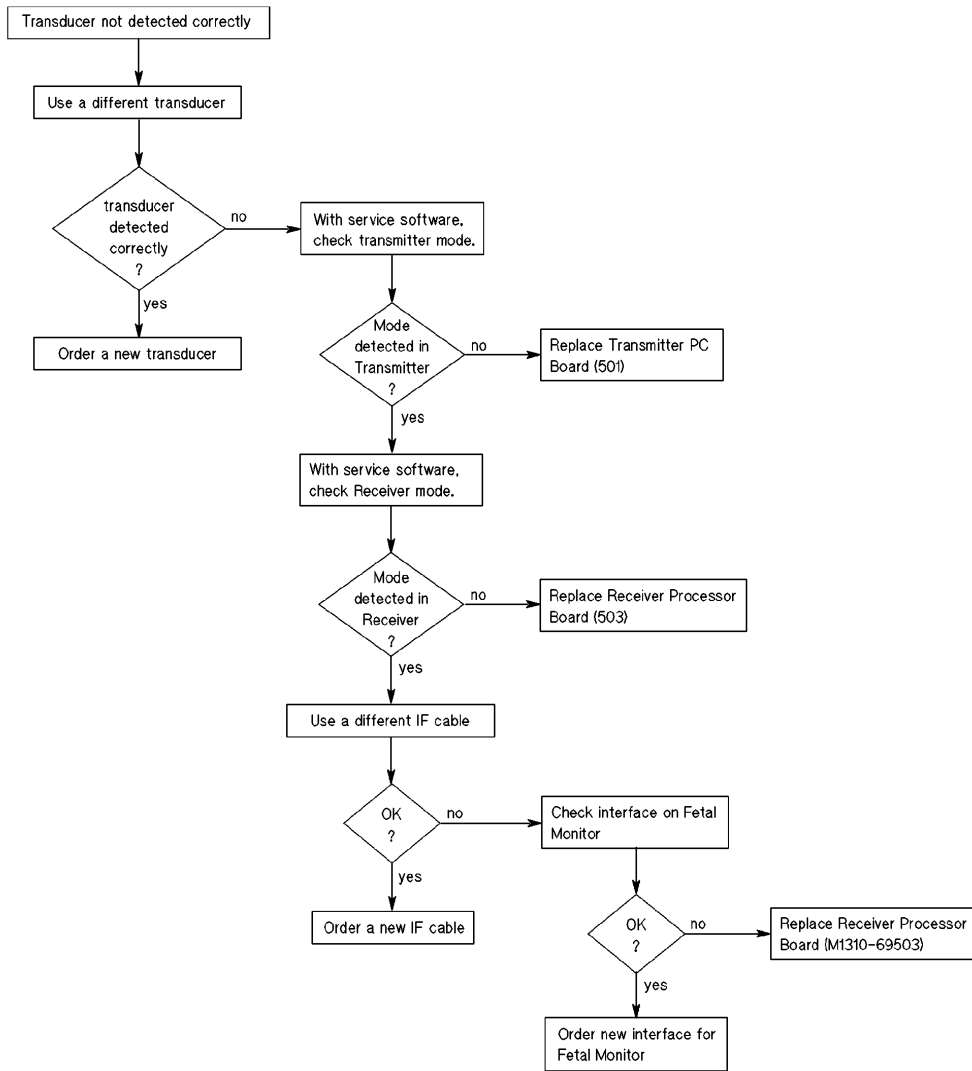 Transducer not detected correctly
Use a different transducer
transducer
detected
correctly
?
no
yes
With service software,
check transmitter mode.
Order a new transducer
Mode
detected in
Transmitter
?
no
Replace Transmitter PC
Board (501)
yes
With service software,
check Receiver mode.
Mode
detected in
Receiver
?
no
Replace Receiver Processor
Board (503)
yes
Use a different IF cable
OK
?
no
Check interface on Fetal
Monitor
yes
Order a new IF cable
OK
?
no
Replace Receiver Processor
Board (M1310-69503)
yes
Order new interface for
Fetal Monitor